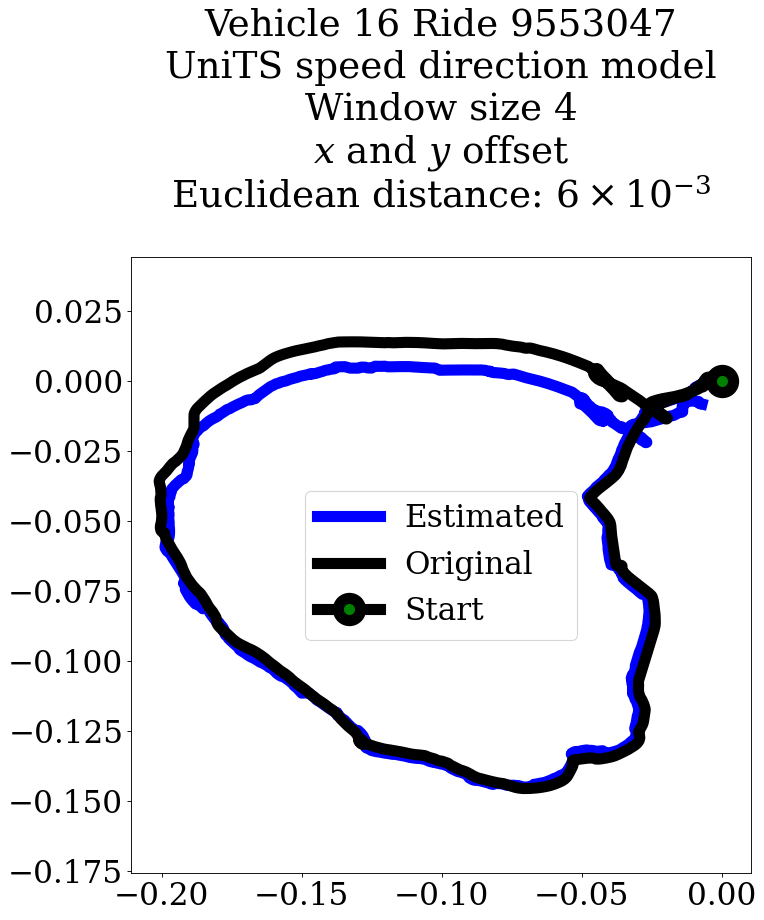 Vehicle 16 Ride 9553047
UniTS speed direction model
Window size 4
x and y offset
Euclidean distance: 6 × 10⁻³
0.025
0.000
−0.025
−0.050
−0.075
−0.100
−0.125
−0.150
−0.175
Estimated
Original
Start
−0.20 −0.15 −0.10 −0.05 0.00